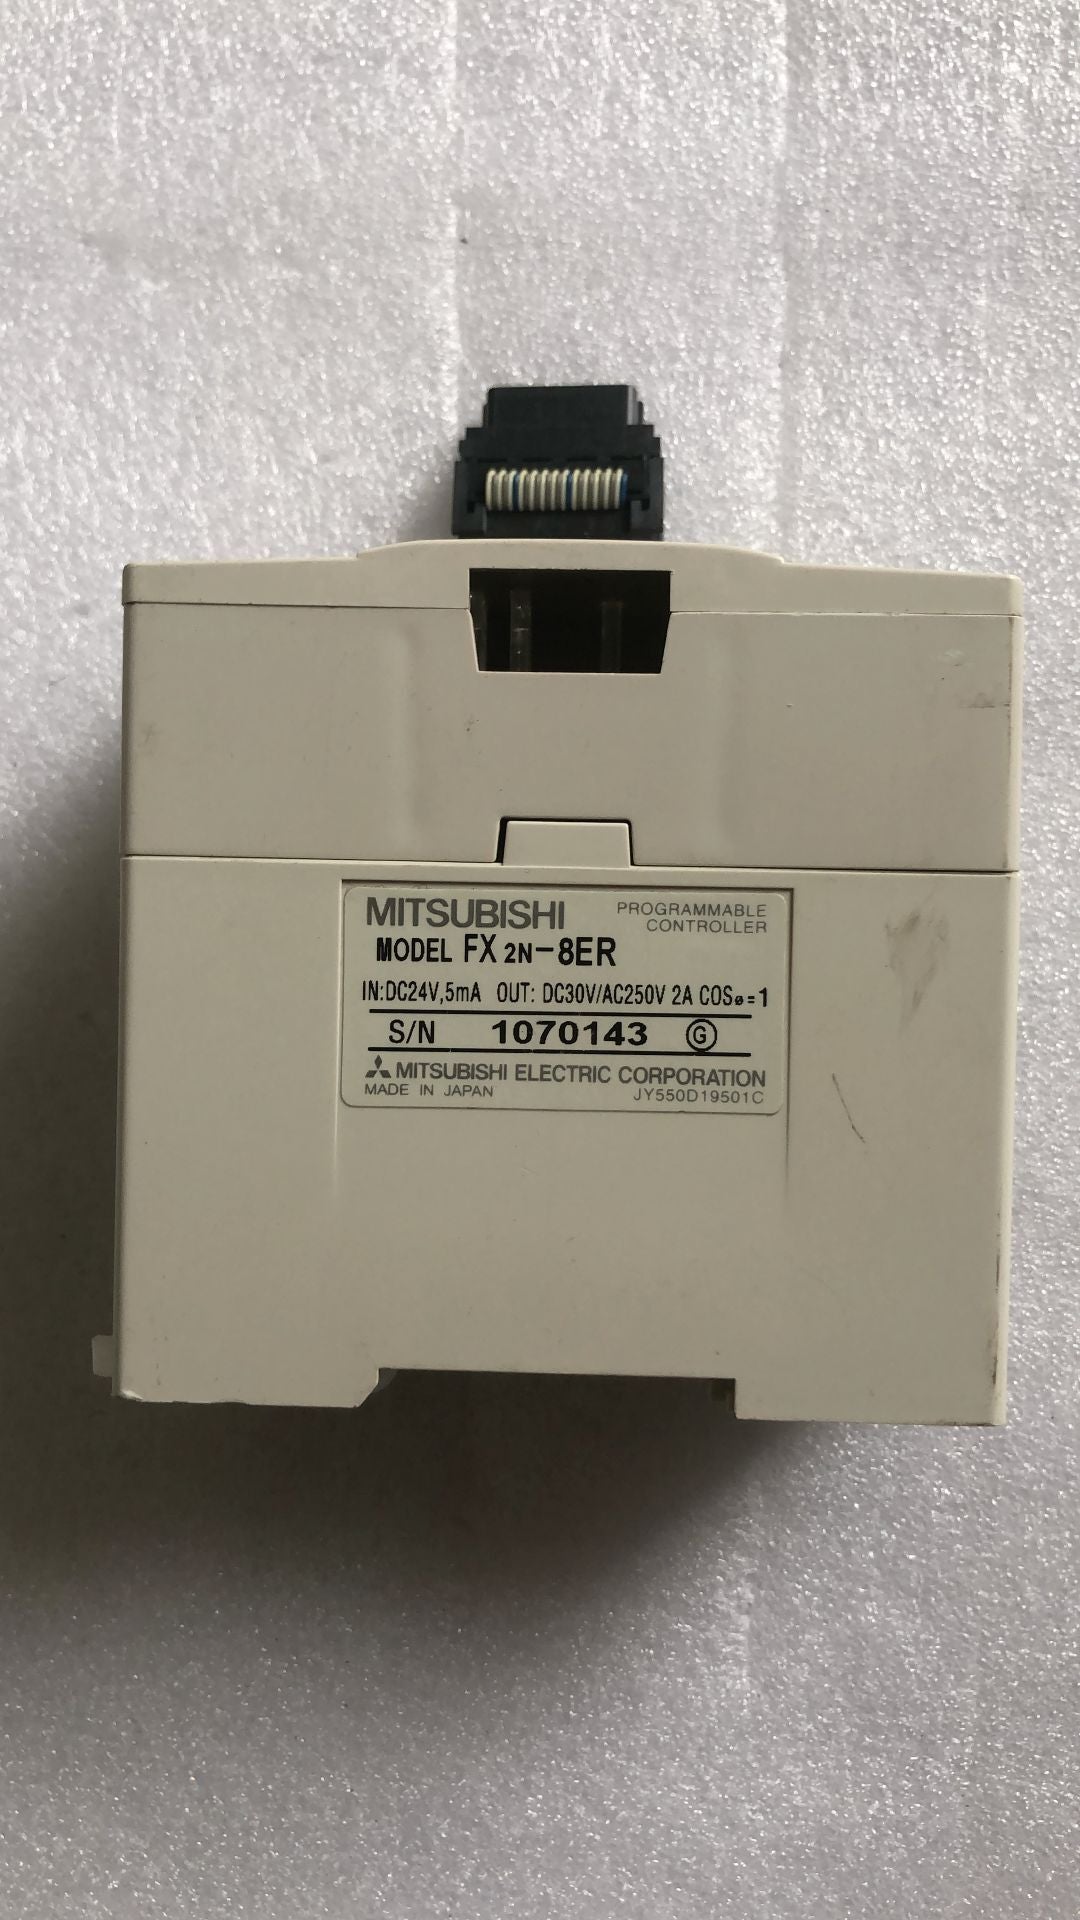 MITSUBISHI PROGRAMMABLE
CONTROLLER
MODEL FX 2N-8ER
IN:DC24V,5mA OUT: DC30V/AC250V 2A COSø=1
S/N 1070143 G
MITSUBISHI ELECTRIC CORPORATION
MADE IN JAPAN JY550D19501C